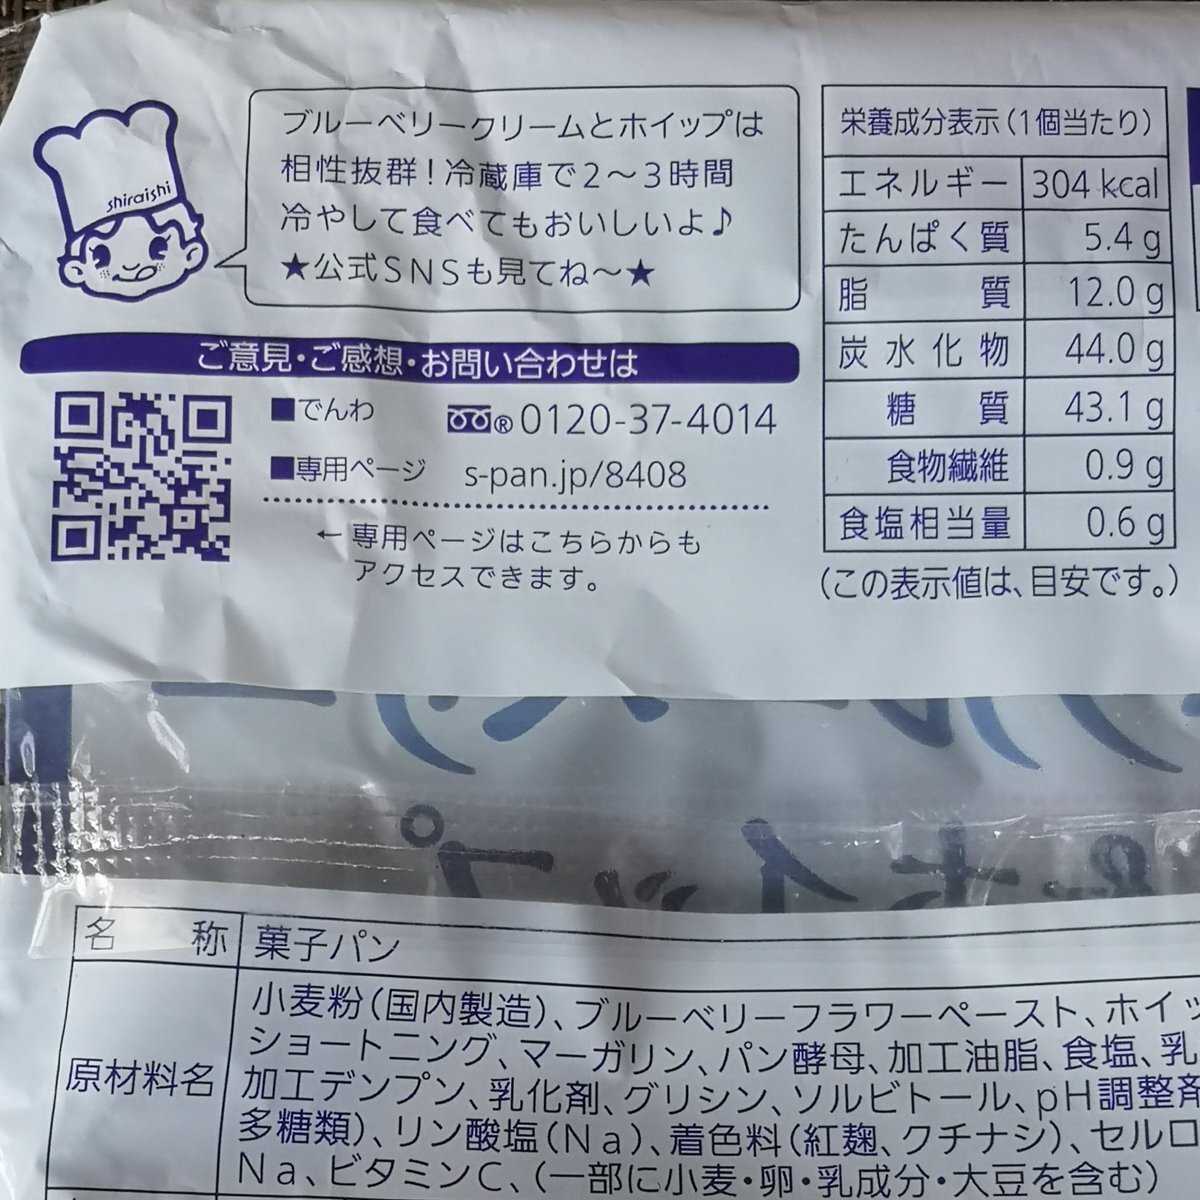 shiraishi
ブルーベリークリームとホイップは
相性抜群！冷蔵庫で2〜3時間
冷やして食べてもおいしいよ♪
★公式SNSも見てね〜★
ご意見・ご感想・お問い合わせは
■でんわ 0120-37-4014
■専用ページ s-pan.jp/8408
←専用ページはこちらからも
アクセスできます。
栄養成分表示（1個当たり）
エネルギー 304 kcal
たんぱく質 5.4 g
脂質 12.0 g
炭水化物 44.0 g
糖質 43.1 g
食物繊維 0.9 g
食塩相当量 0.6 g
（この表示値は、目安です。）
名称 菓子パン
原材料名
小麦粉（国内製造）、ブルーベリーフラワーペースト、ホイッ
ショートニング、マーガリン、パン酵母、加工油脂、食塩、乳
加工デンプン、乳化剤、グリシン、ソルビトール、pH調整剤
多糖類）、リン酸塩（Na）、着色料（紅麹、クチナシ）、セルロ
Na、ビタミンC、（一部に小麦・卵・乳成分・大豆を含む）